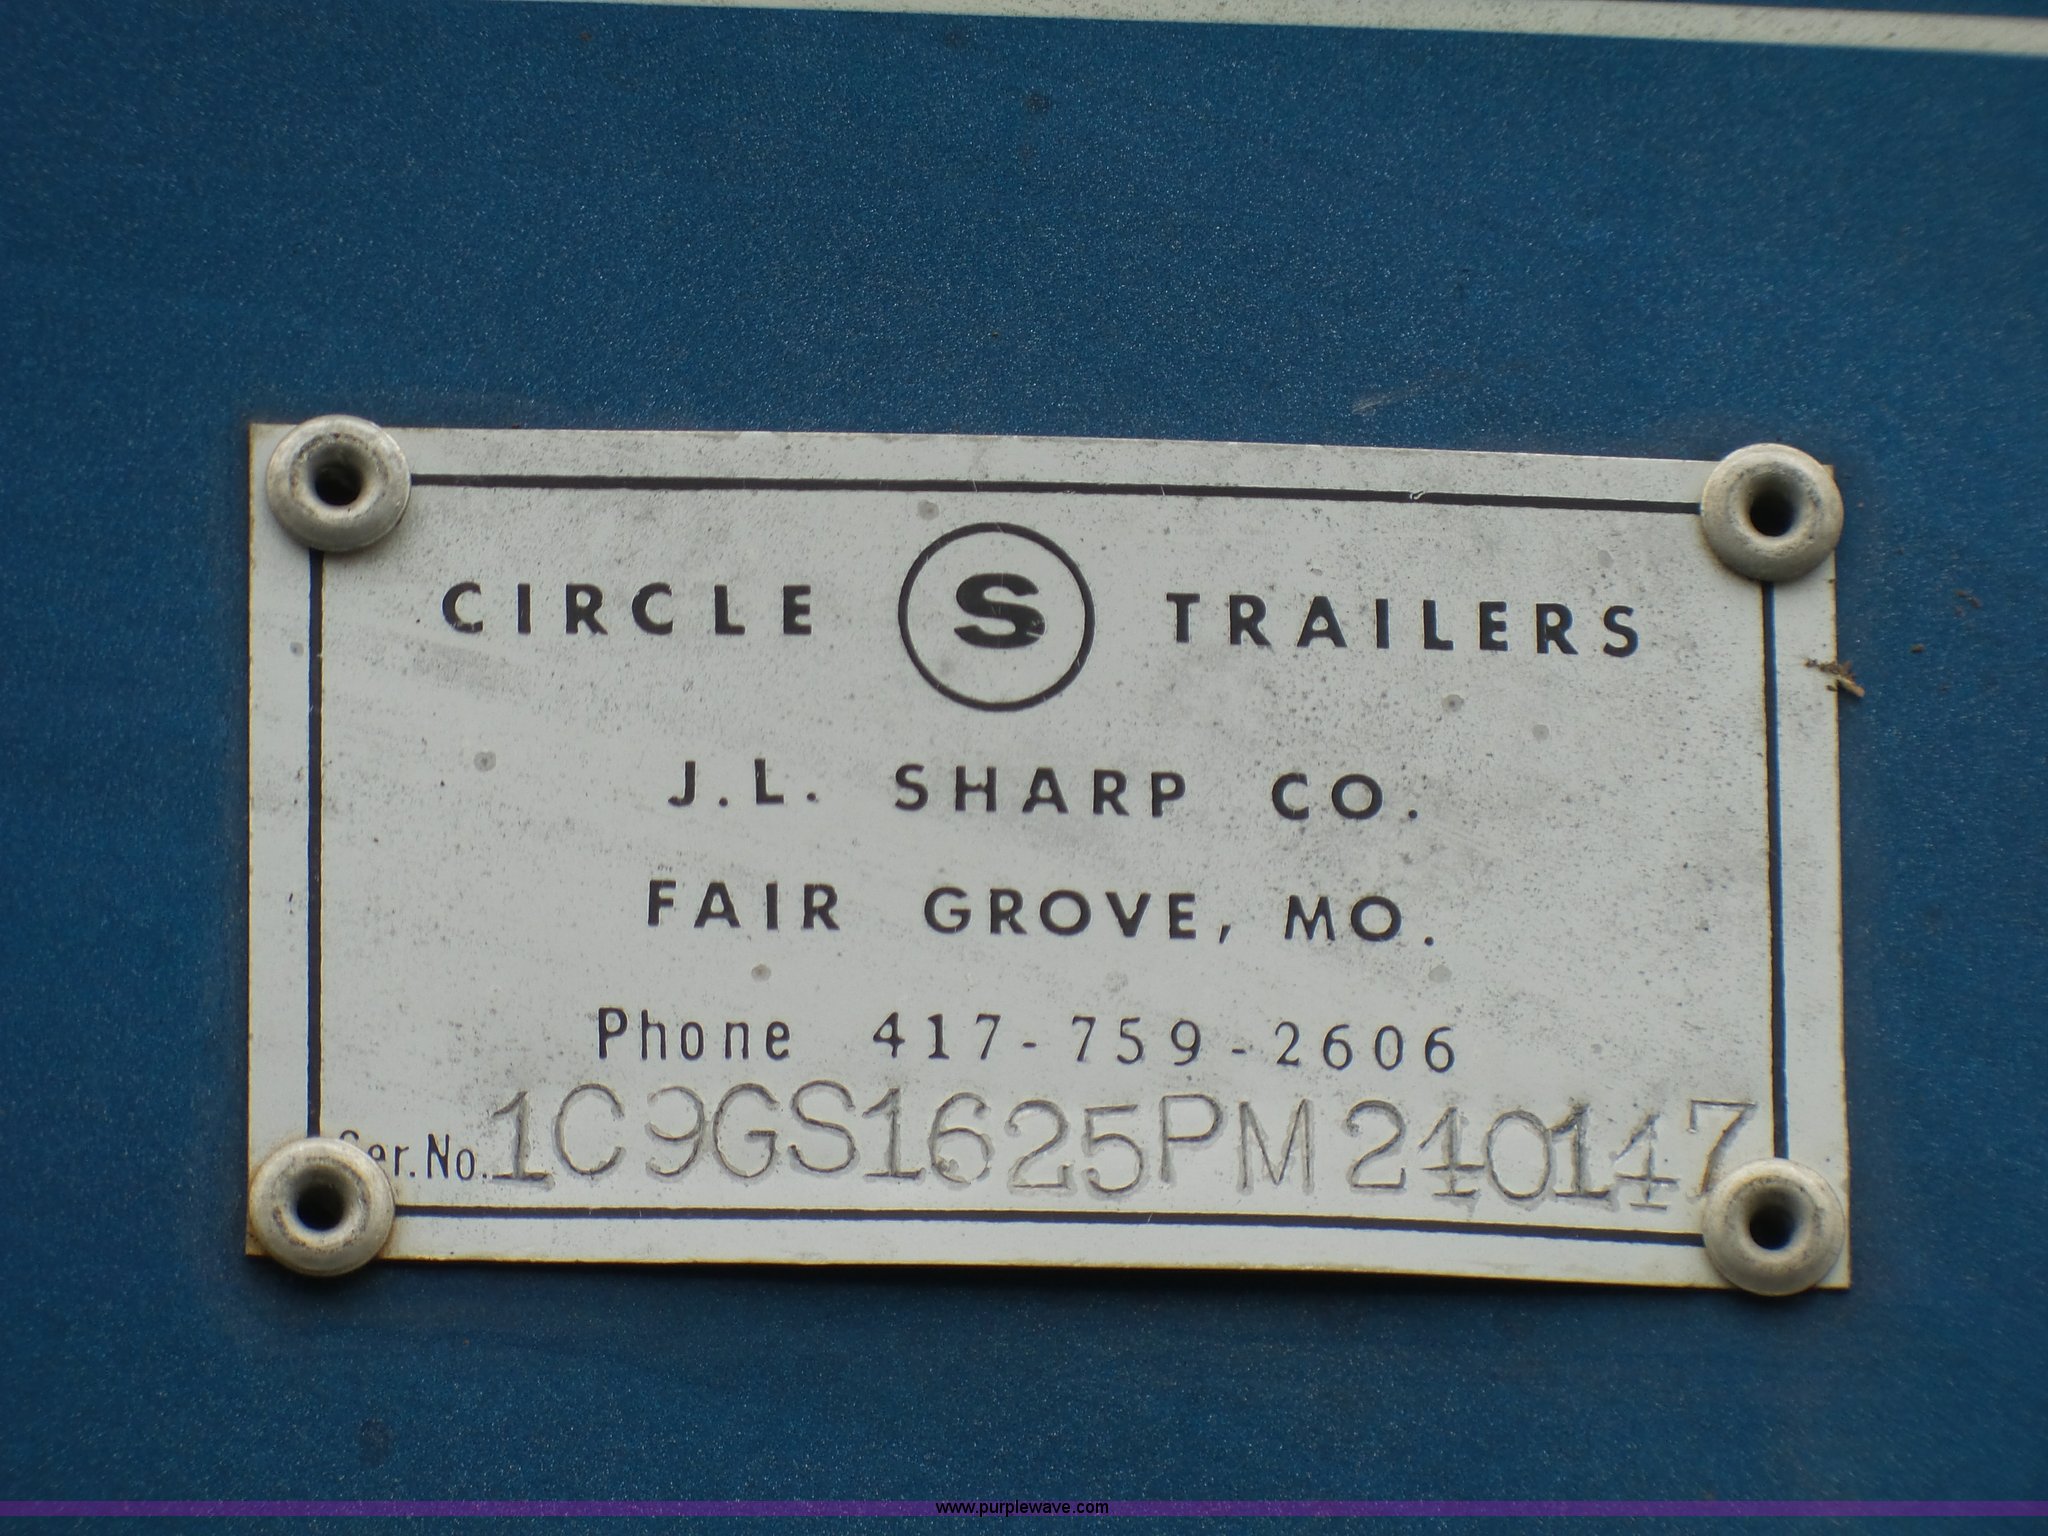 CIRCLE S TRAILERS
J.L. SHARP CO.
FAIR GROVE, MO.
Phone 417-759-2606
Ser.No. 1C9GS1625PM240147
www.purplewave.com